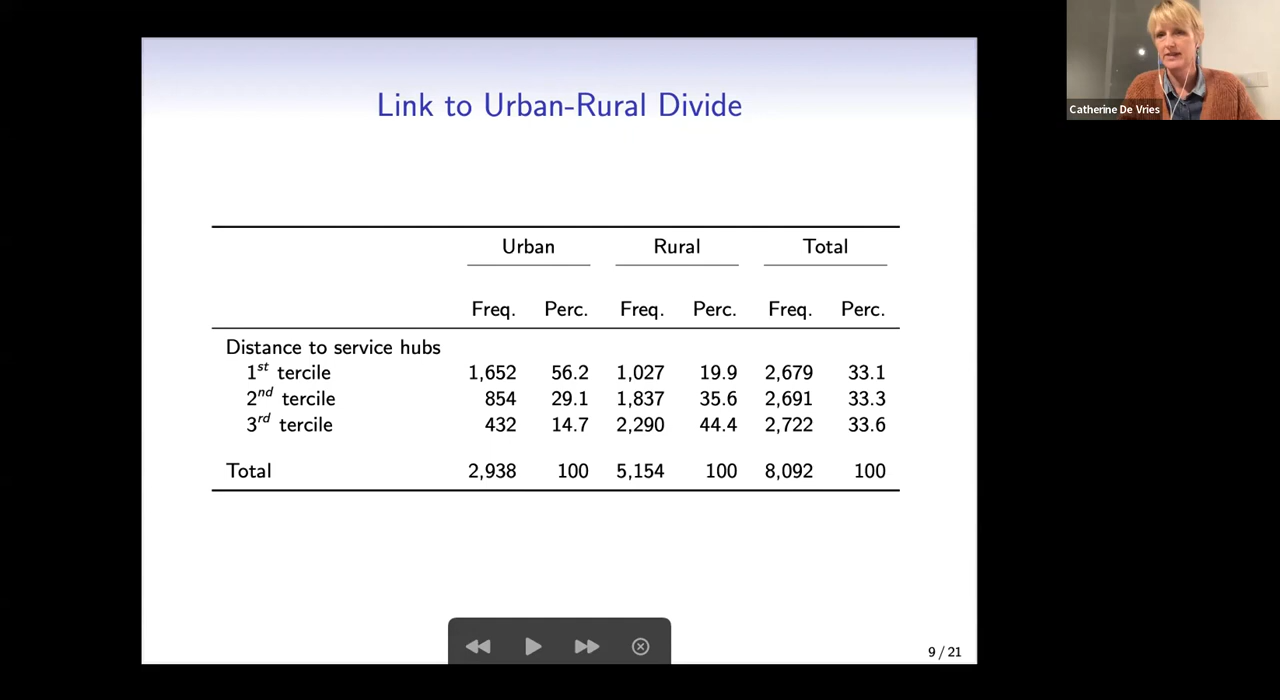 Link to Urban-Rural Divide
Urban Rural Total
Freq. Perc. Freq. Perc. Freq. Perc.
Distance to service hubs
1st tercile 1,652 56.2 1,027 19.9 2,679 33.1
2nd tercile 854 29.1 1,837 35.6 2,691 33.3
3rd tercile 432 14.7 2,290 44.4 2,722 33.6
Total 2,938 100 5,154 100 8,092 100
9 / 21
Catherine De Vries